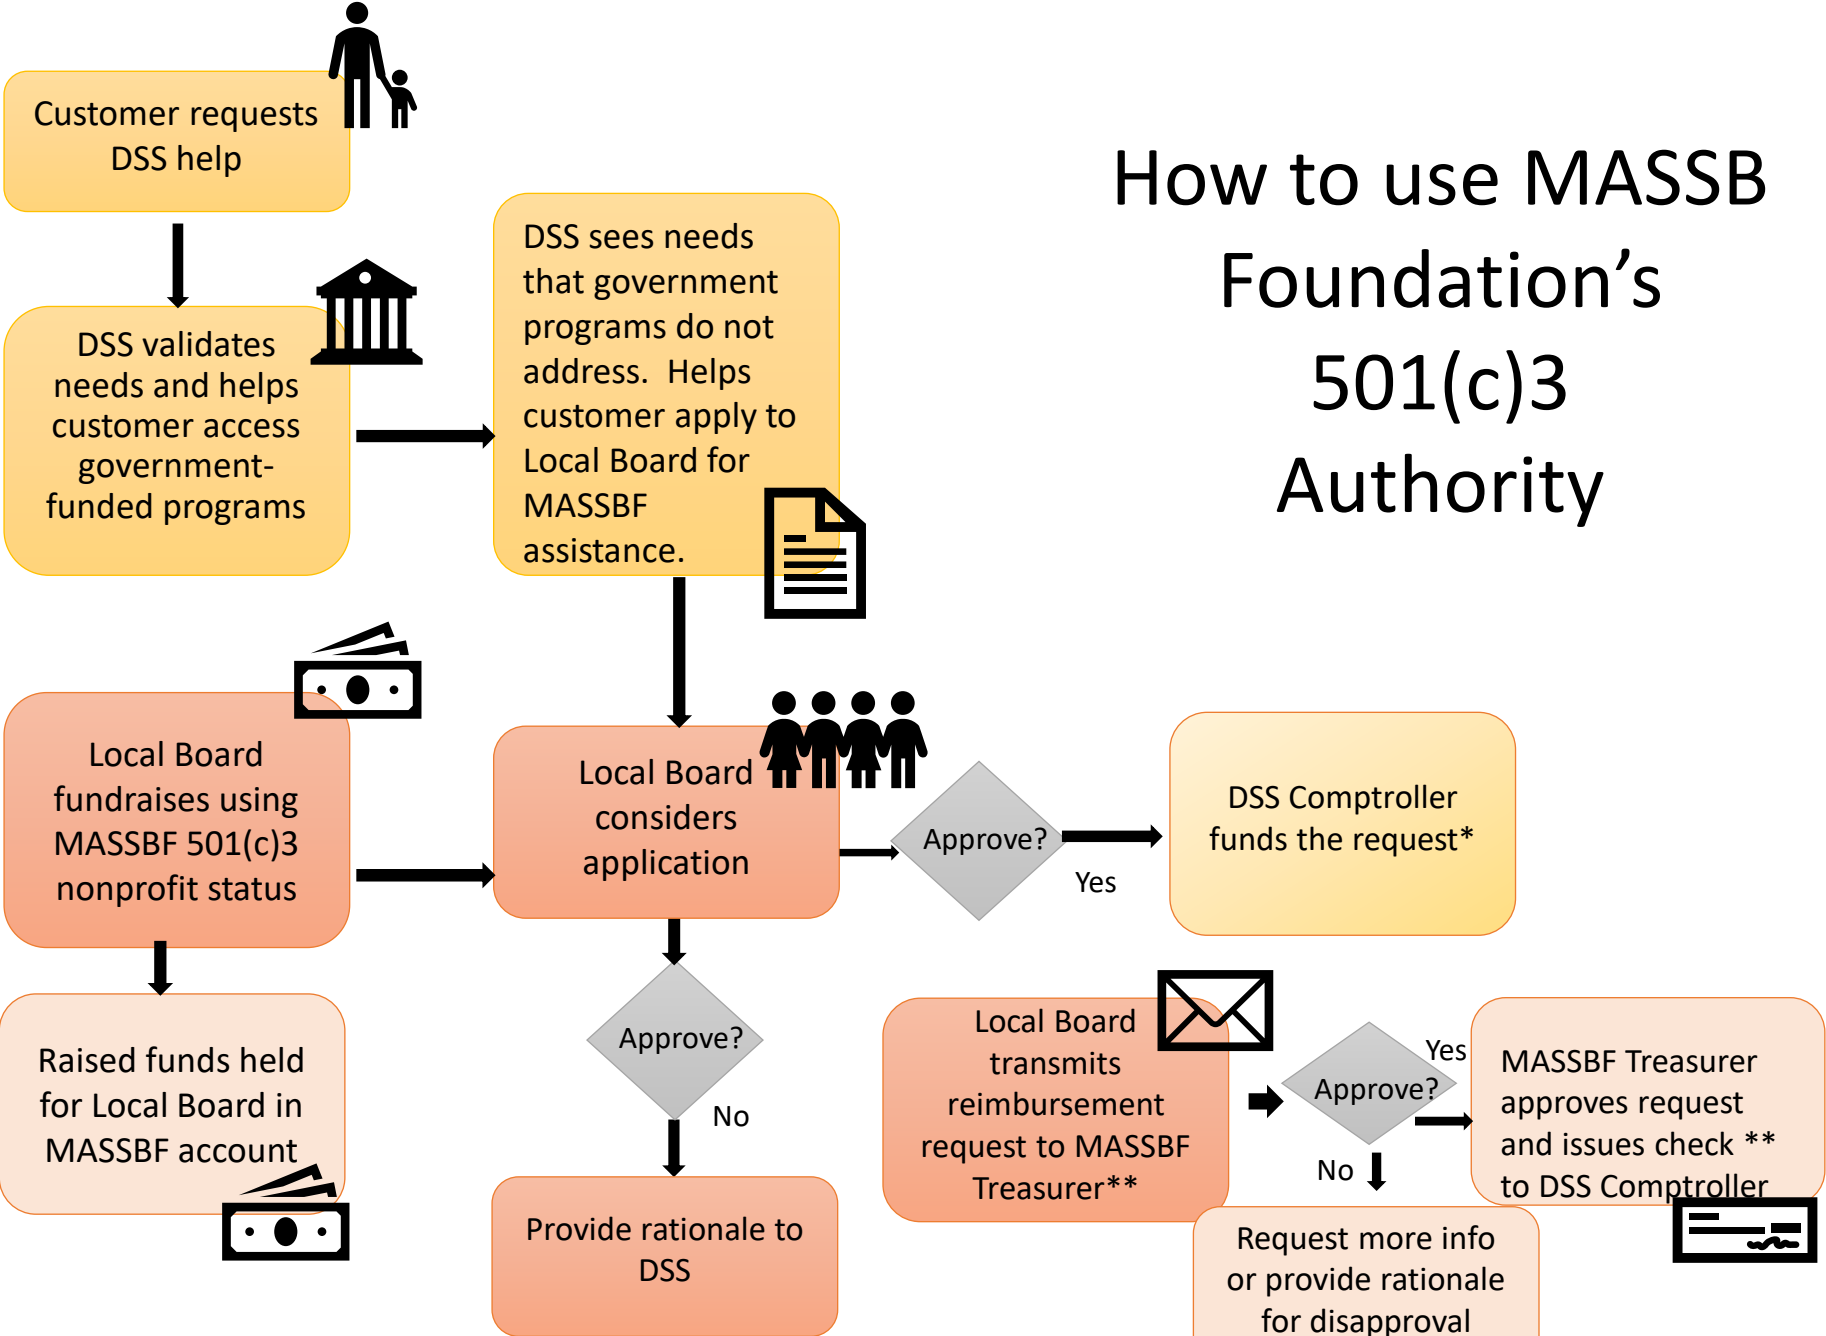 Customer requests
DSS help
How to use MASSB
Foundation’s
501(c)3
Authority
DSS validates
needs and helps
customer access
government-
funded programs
DSS sees needs
that government
programs do not
address.  Helps
customer apply to
Local Board for
MASSBF
assistance.
Local Board
fundraises using
MASSBF 501(c)3
nonprofit status
Local Board
considers
application
Approve?
Yes
DSS Comptroller
funds the request*
Raised funds held
for Local Board in
MASSBF account
Approve?
No
Provide rationale to
DSS
Local Board
transmits
reimbursement
request to MASSBF
Treasurer**
Approve?
Yes
No
MASSBF Treasurer
approves request
and issues check **
to DSS Comptroller
Request more info
or provide rationale
for disapproval